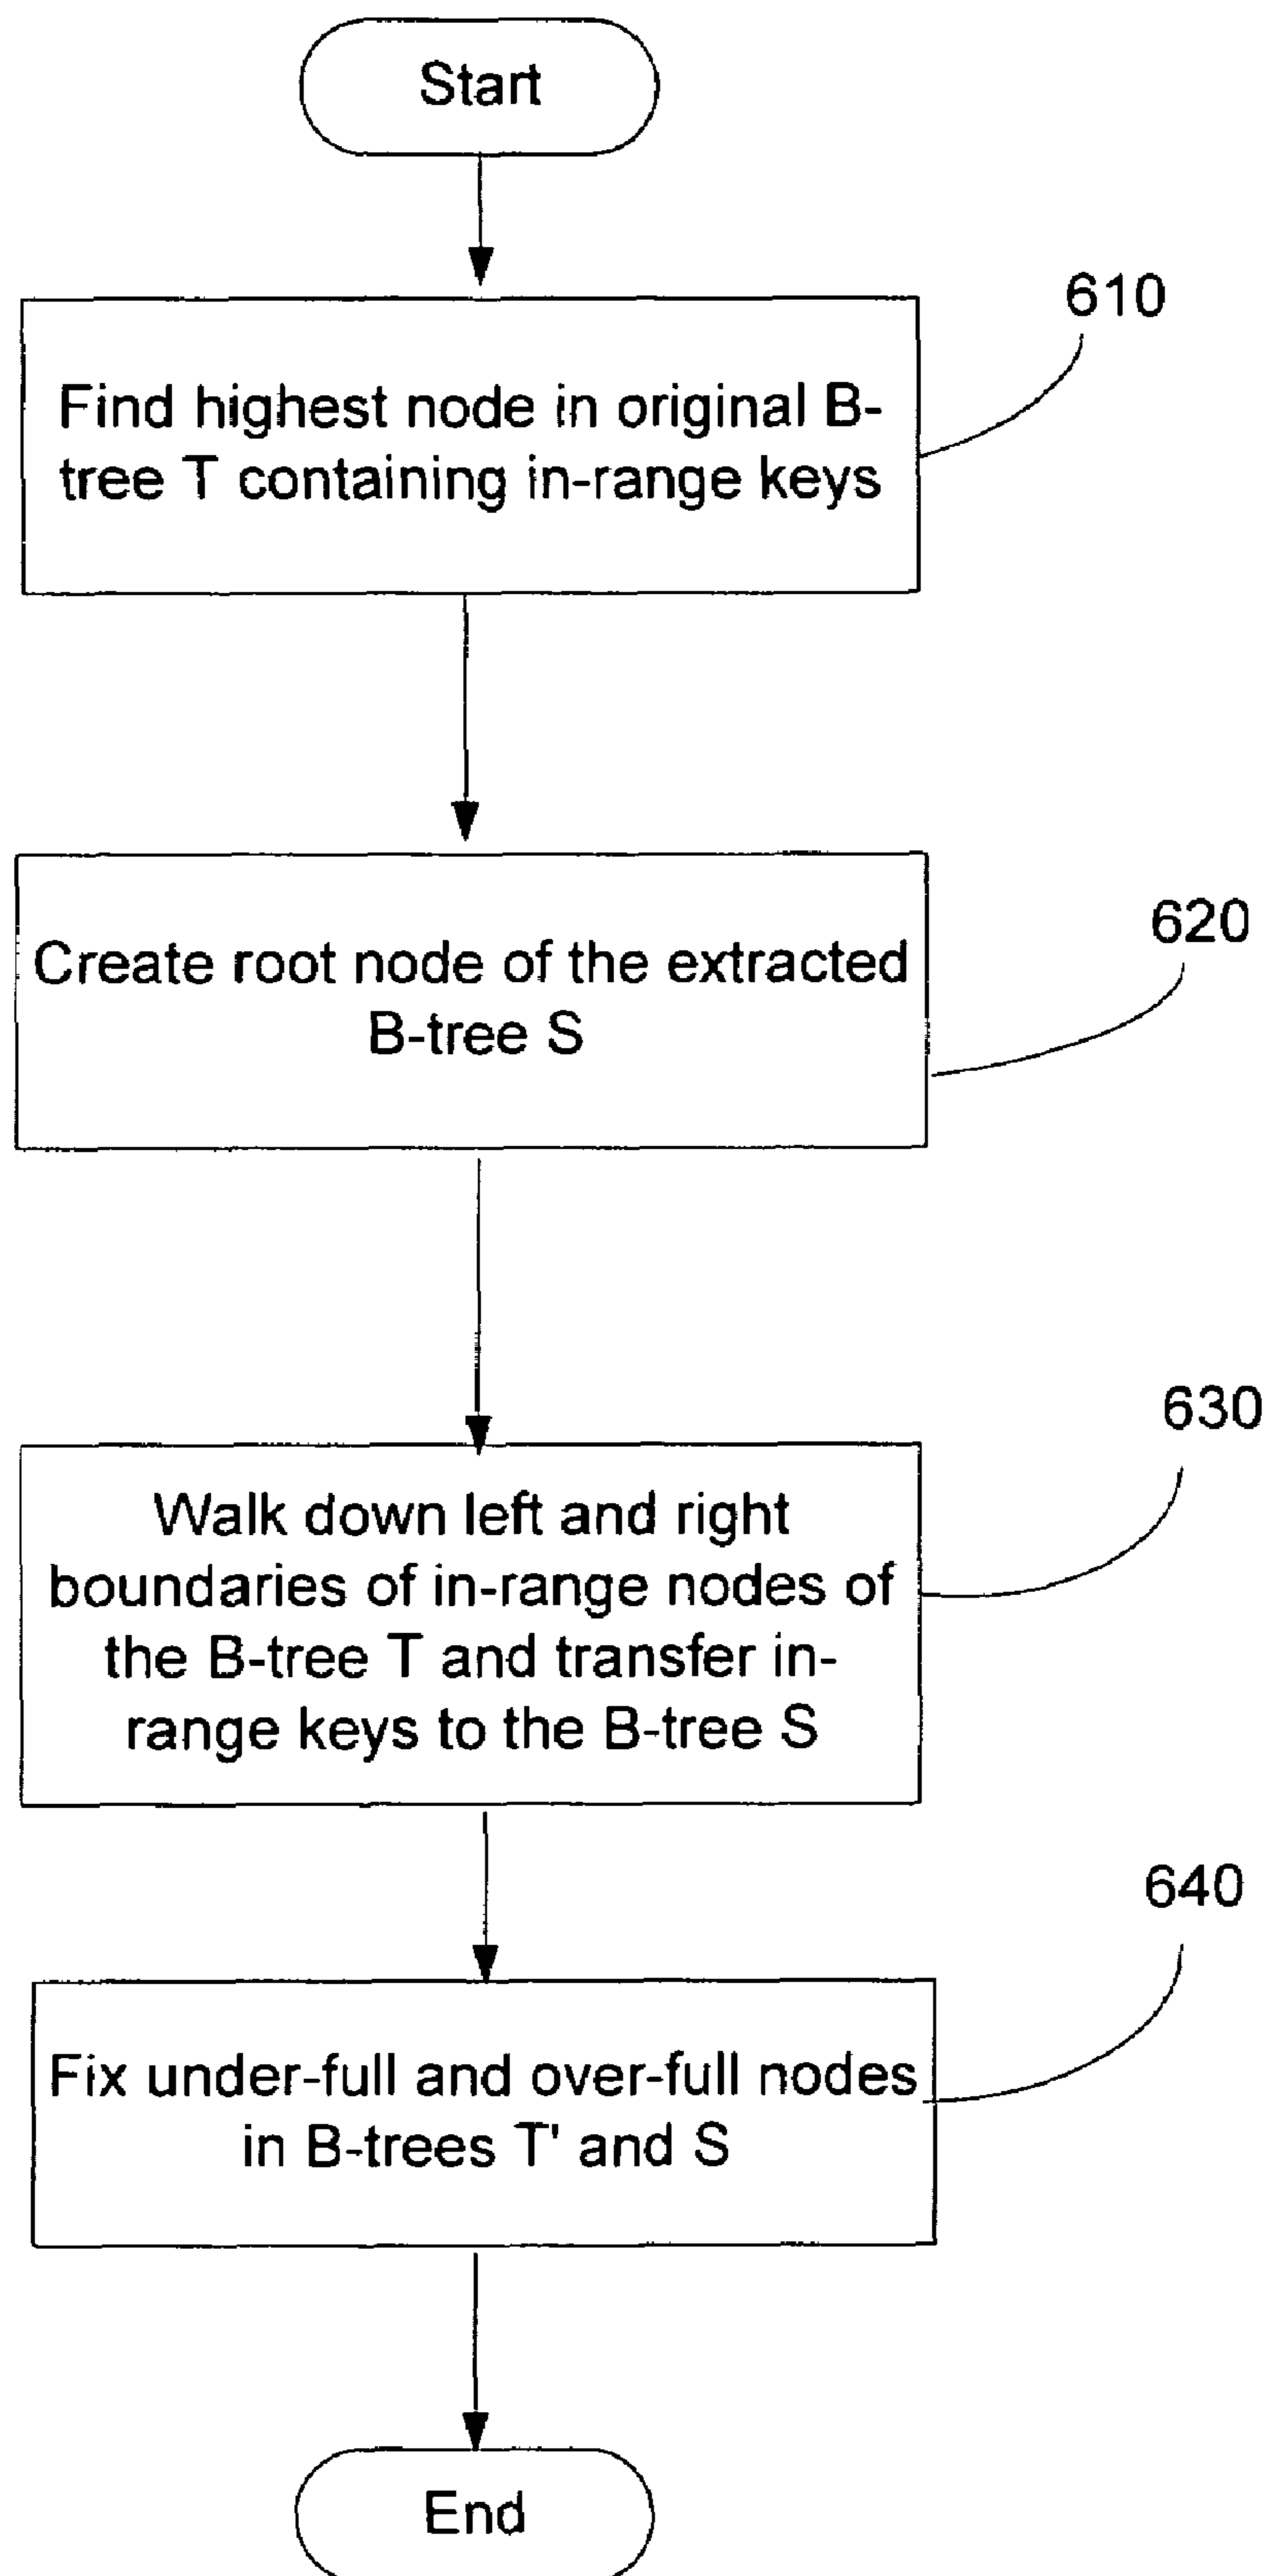 Start
610
Find highest node in original B-
tree T containing in-range keys
620
Create root node of the extracted
B-tree S
630
Walk down left and right
boundaries of in-range nodes of
the B-tree T and transfer in-
range keys to the B-tree S
640
Fix under-full and over-full nodes
in B-trees T' and S
End